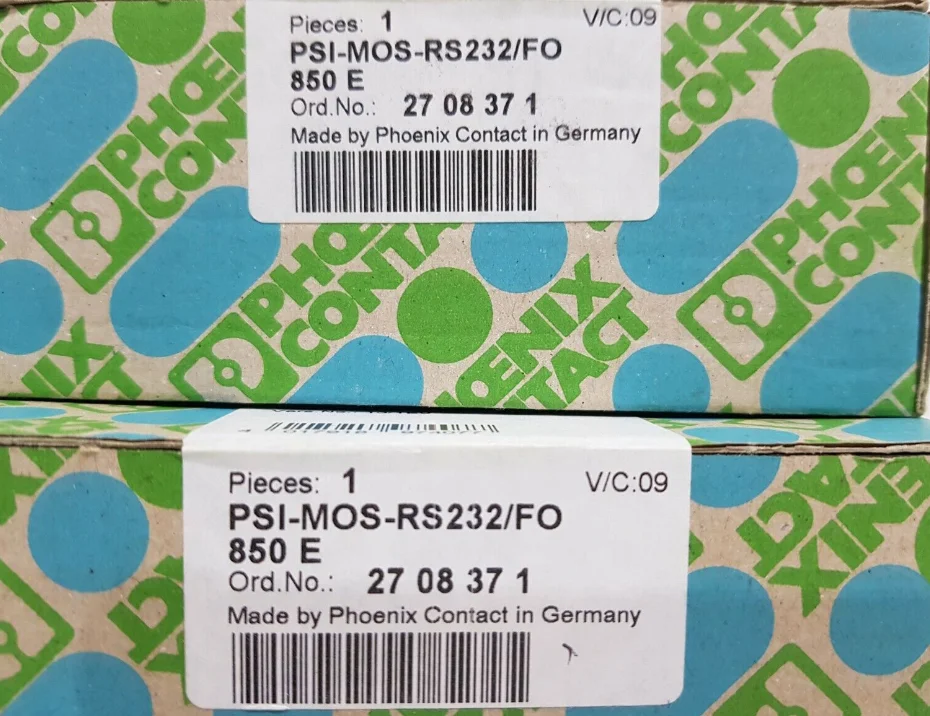 Pieces: 1 V/C:09
PSI-MOS-RS232/FO
850 E
Ord.No.: 27 08 37 1
Made by Phoenix Contact in Germany
PHŒNIX
CONTACT
Pieces: 1 V/C:09
PSI-MOS-RS232/FO
850 E
Ord.No.: 27 08 37 1
Made by Phoenix Contact in Germany